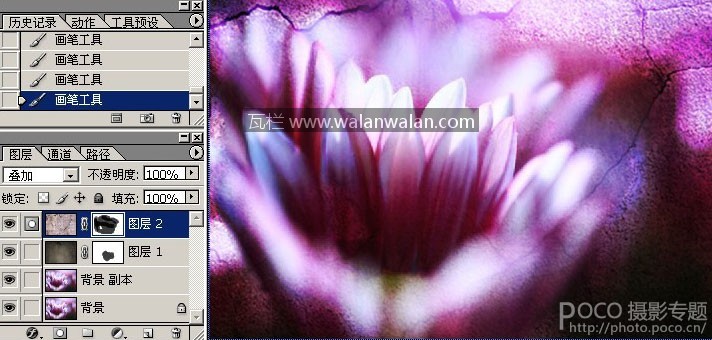 历史记录 动作 工具预设
画笔工具
画笔工具
画笔工具
画笔工具
图层 通道 路径
叠加 不透明度: 100%
锁定: 填充: 100%
图层 2
图层 1
背景 副本
背景
瓦栏 www.walanwalan.com
POCO 摄影专题
http://photo.poco.cn/